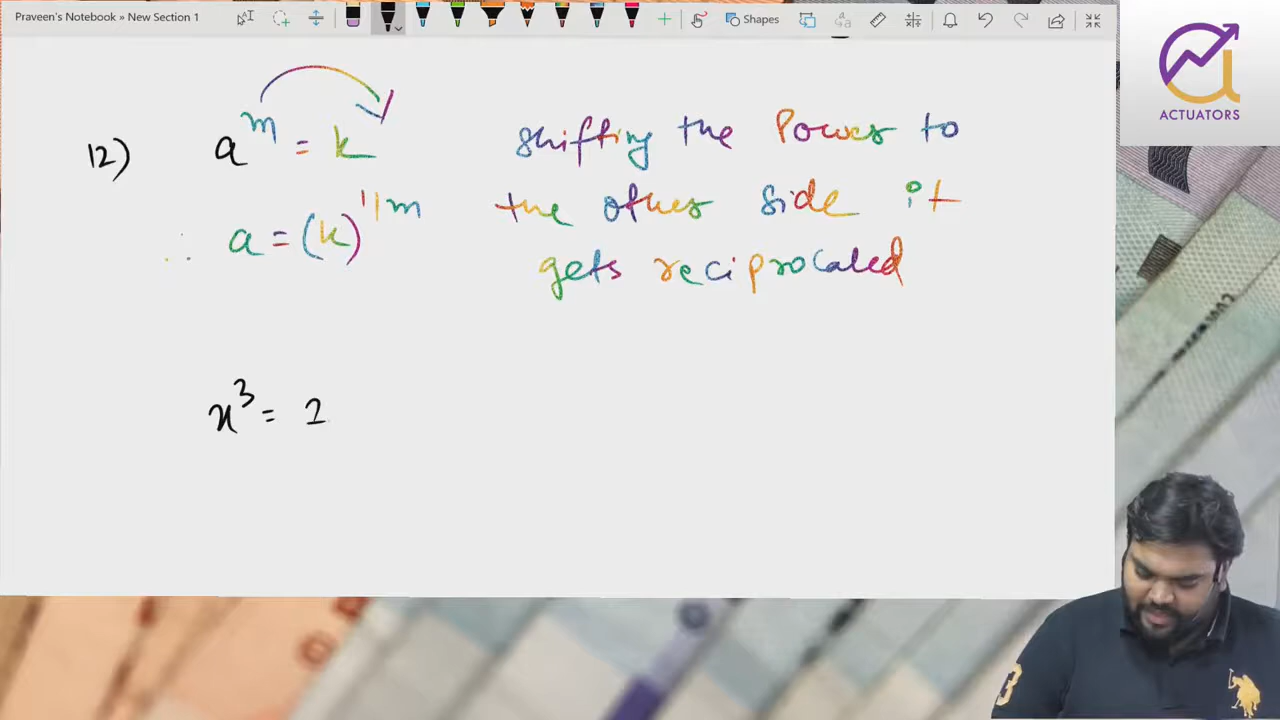 Praveen's Notebook » New Section 1
Shapes
ACTUATORS
12) a^m = k shifting the Power to
∴ a = (k)^1/m the other side it
gets reciprocated
x^3 = 2
3